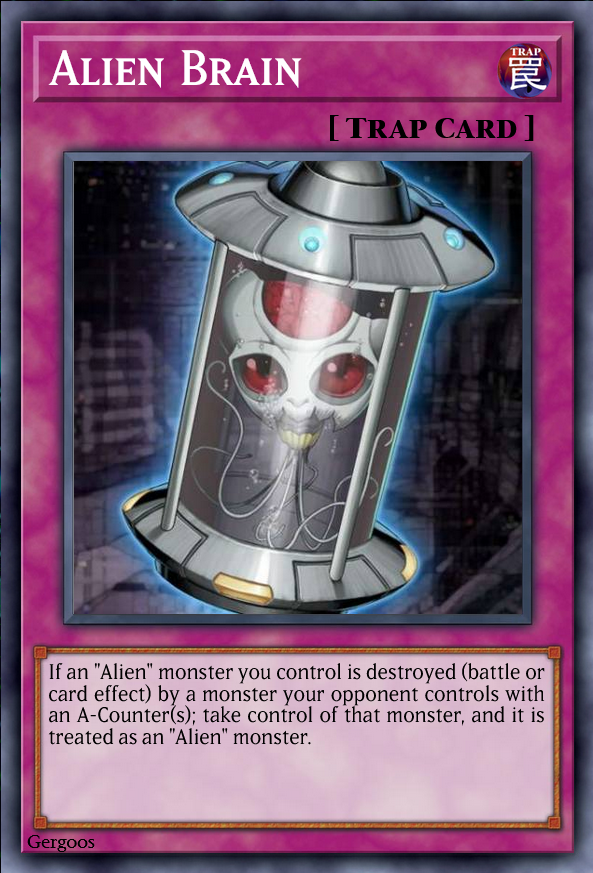 Alien Brain
TRAP
罠
[ Trap Card ]
If an "Alien" monster you control is destroyed (battle or
card effect) by a monster your opponent controls with
an A-Counter(s); take control of that monster, and it is
treated as an "Alien" monster.
Gergoos